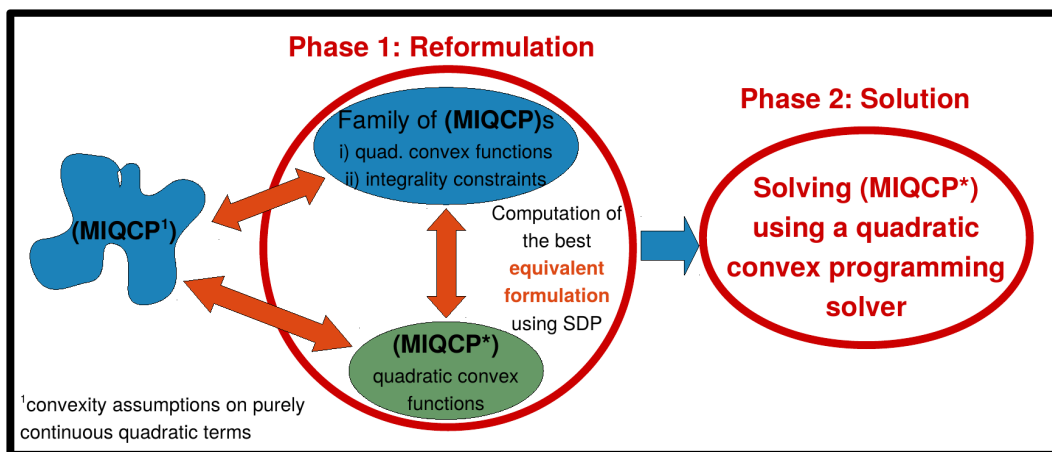 Phase 1: Reformulation
Family of (MIQCP)s
i) quad. convex functions
ii) integrality constraints
(MIQCP¹)
Computation of
the best
equivalent
formulation
using SDP
(MIQCP*)
quadratic convex
functions
¹convexity assumptions on purely
continuous quadratic terms
Phase 2: Solution
Solving (MIQCP*)
using a quadratic
convex programming
solver